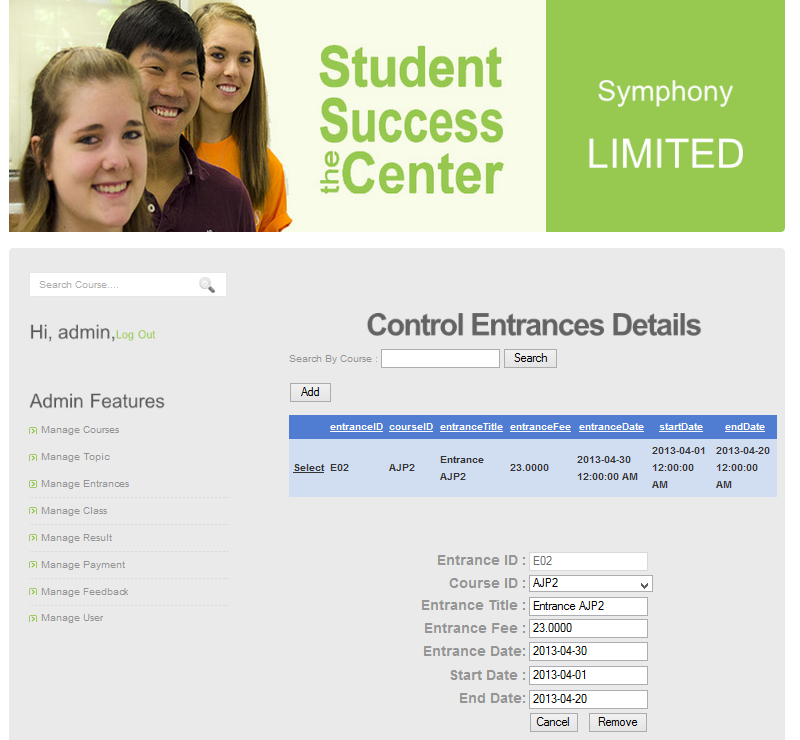 Student
Success
the Center
Symphony
LIMITED
Search Course....
Hi, admin,Log Out
Admin Features
Manage Courses
Manage Topic
Manage Entrances
Manage Class
Manage Result
Manage Payment
Manage Feedback
Manage User
Control Entrances Details
Search By Course : Search
Add
entranceID courseID entranceTitle entranceFee entranceDate startDate endDate
Select E02 AJP2 Entrance AJP2 23.0000 2013-04-30 12:00:00 AM 2013-04-01 12:00:00 AM 2013-04-20 12:00:00 AM
Entrance ID : E02
Course ID : AJP2
Entrance Title : Entrance AJP2
Entrance Fee : 23.0000
Entrance Date: 2013-04-30
Start Date : 2013-04-01
End Date: 2013-04-20
Cancel Remove